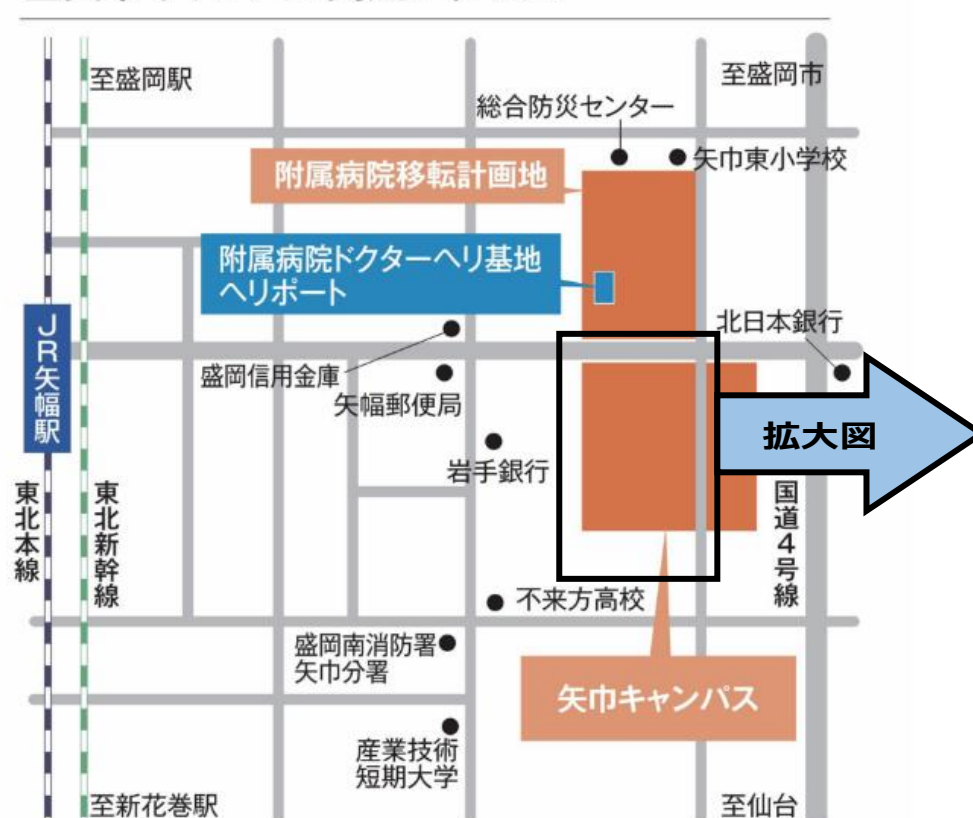 至盛岡駅
至盛岡市
総合防災センター
矢巾東小学校
附属病院移転計画地
附属病院ドクターヘリ基地
ヘリポート
北日本銀行
JR矢幅駅
盛岡信用金庫
矢幅郵便局
拡大図
岩手銀行
東北本線
東北新幹線
国道4号線
不来方高校
盛岡南消防署
矢巾分署
矢巾キャンパス
産業技術
短期大学
至新花巻駅
至仙台